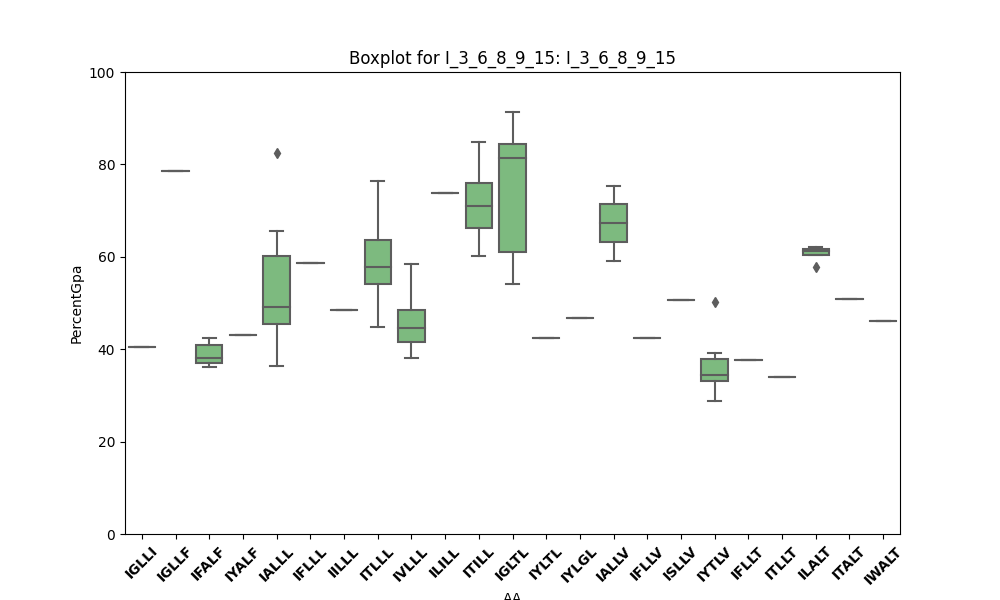 Boxplot for I_3_6_8_9_15: I_3_6_8_9_15
100
80
60
40
20
0
PercentGpa
IGLLI IGLLF IFALF IYALF IALLL IFLLL IILLL ITLLL IVLLL ILILL ITILL IGLTL IYLTL IYLGL IALLV IFLLV ISLLV IYTLV IFLLT ITLLT ILALT ITALT IWALT
AA